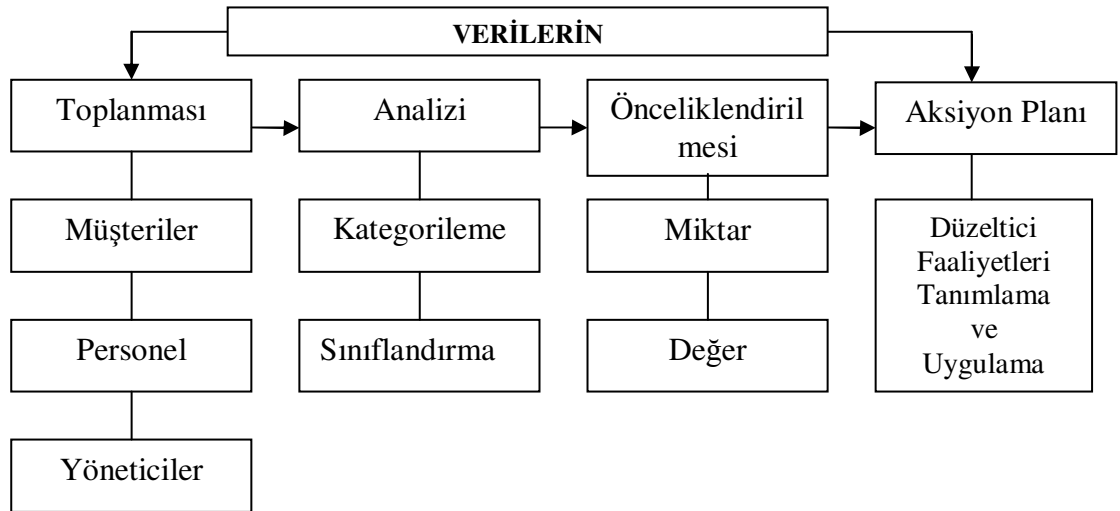 VERİLERİN
Toplanması
Analizi
Önceliklendiril
mesi
Aksiyon Planı
Müşteriler
Kategorileme
Miktar
Düzeltici
Faaliyetleri
Tanımlama
ve
Uygulama
Personel
Sınıflandırma
Değer
Yöneticiler